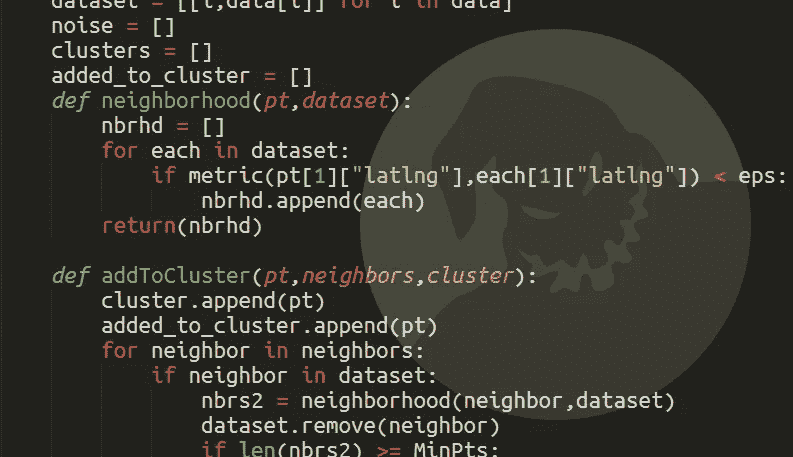 dataset = [[t,data[t]] for t in data]
noise = []
clusters = []
added_to_cluster = []
def neighborhood(pt,dataset):
nbrhd = []
for each in dataset:
if metric(pt[1]["latlng"],each[1]["latlng"]) < eps:
nbrhd.append(each)
return(nbrhd)
def addToCluster(pt,neighbors,cluster):
cluster.append(pt)
added_to_cluster.append(pt)
for neighbor in neighbors:
if neighbor in dataset:
nbrs2 = neighborhood(neighbor,dataset)
dataset.remove(neighbor)
if len(nbrs2) >= MinPts: